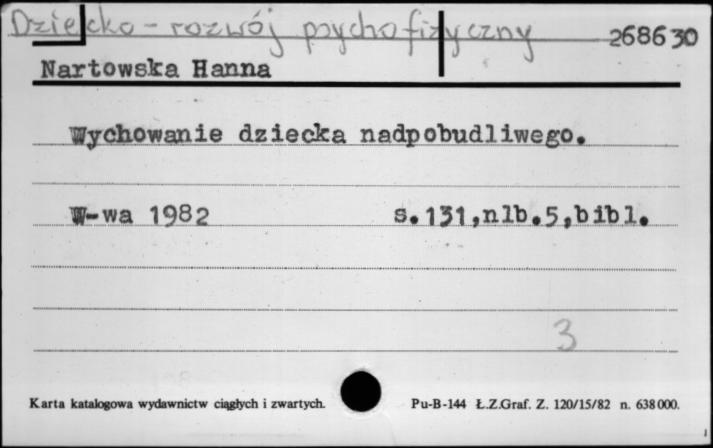 Dziecko - rozwój psychofizyczny 268630
Nartowska Hanna
Wychowanie dziecka nadpobudliwego.
W-wa 1982 s.131,nlb.5,bibl.
3
Karta katalogowa wydawnictw ciągłych i zwartych. Pu-B-144 Ł.Z.Graf. Z. 120/15/82 n. 638000.